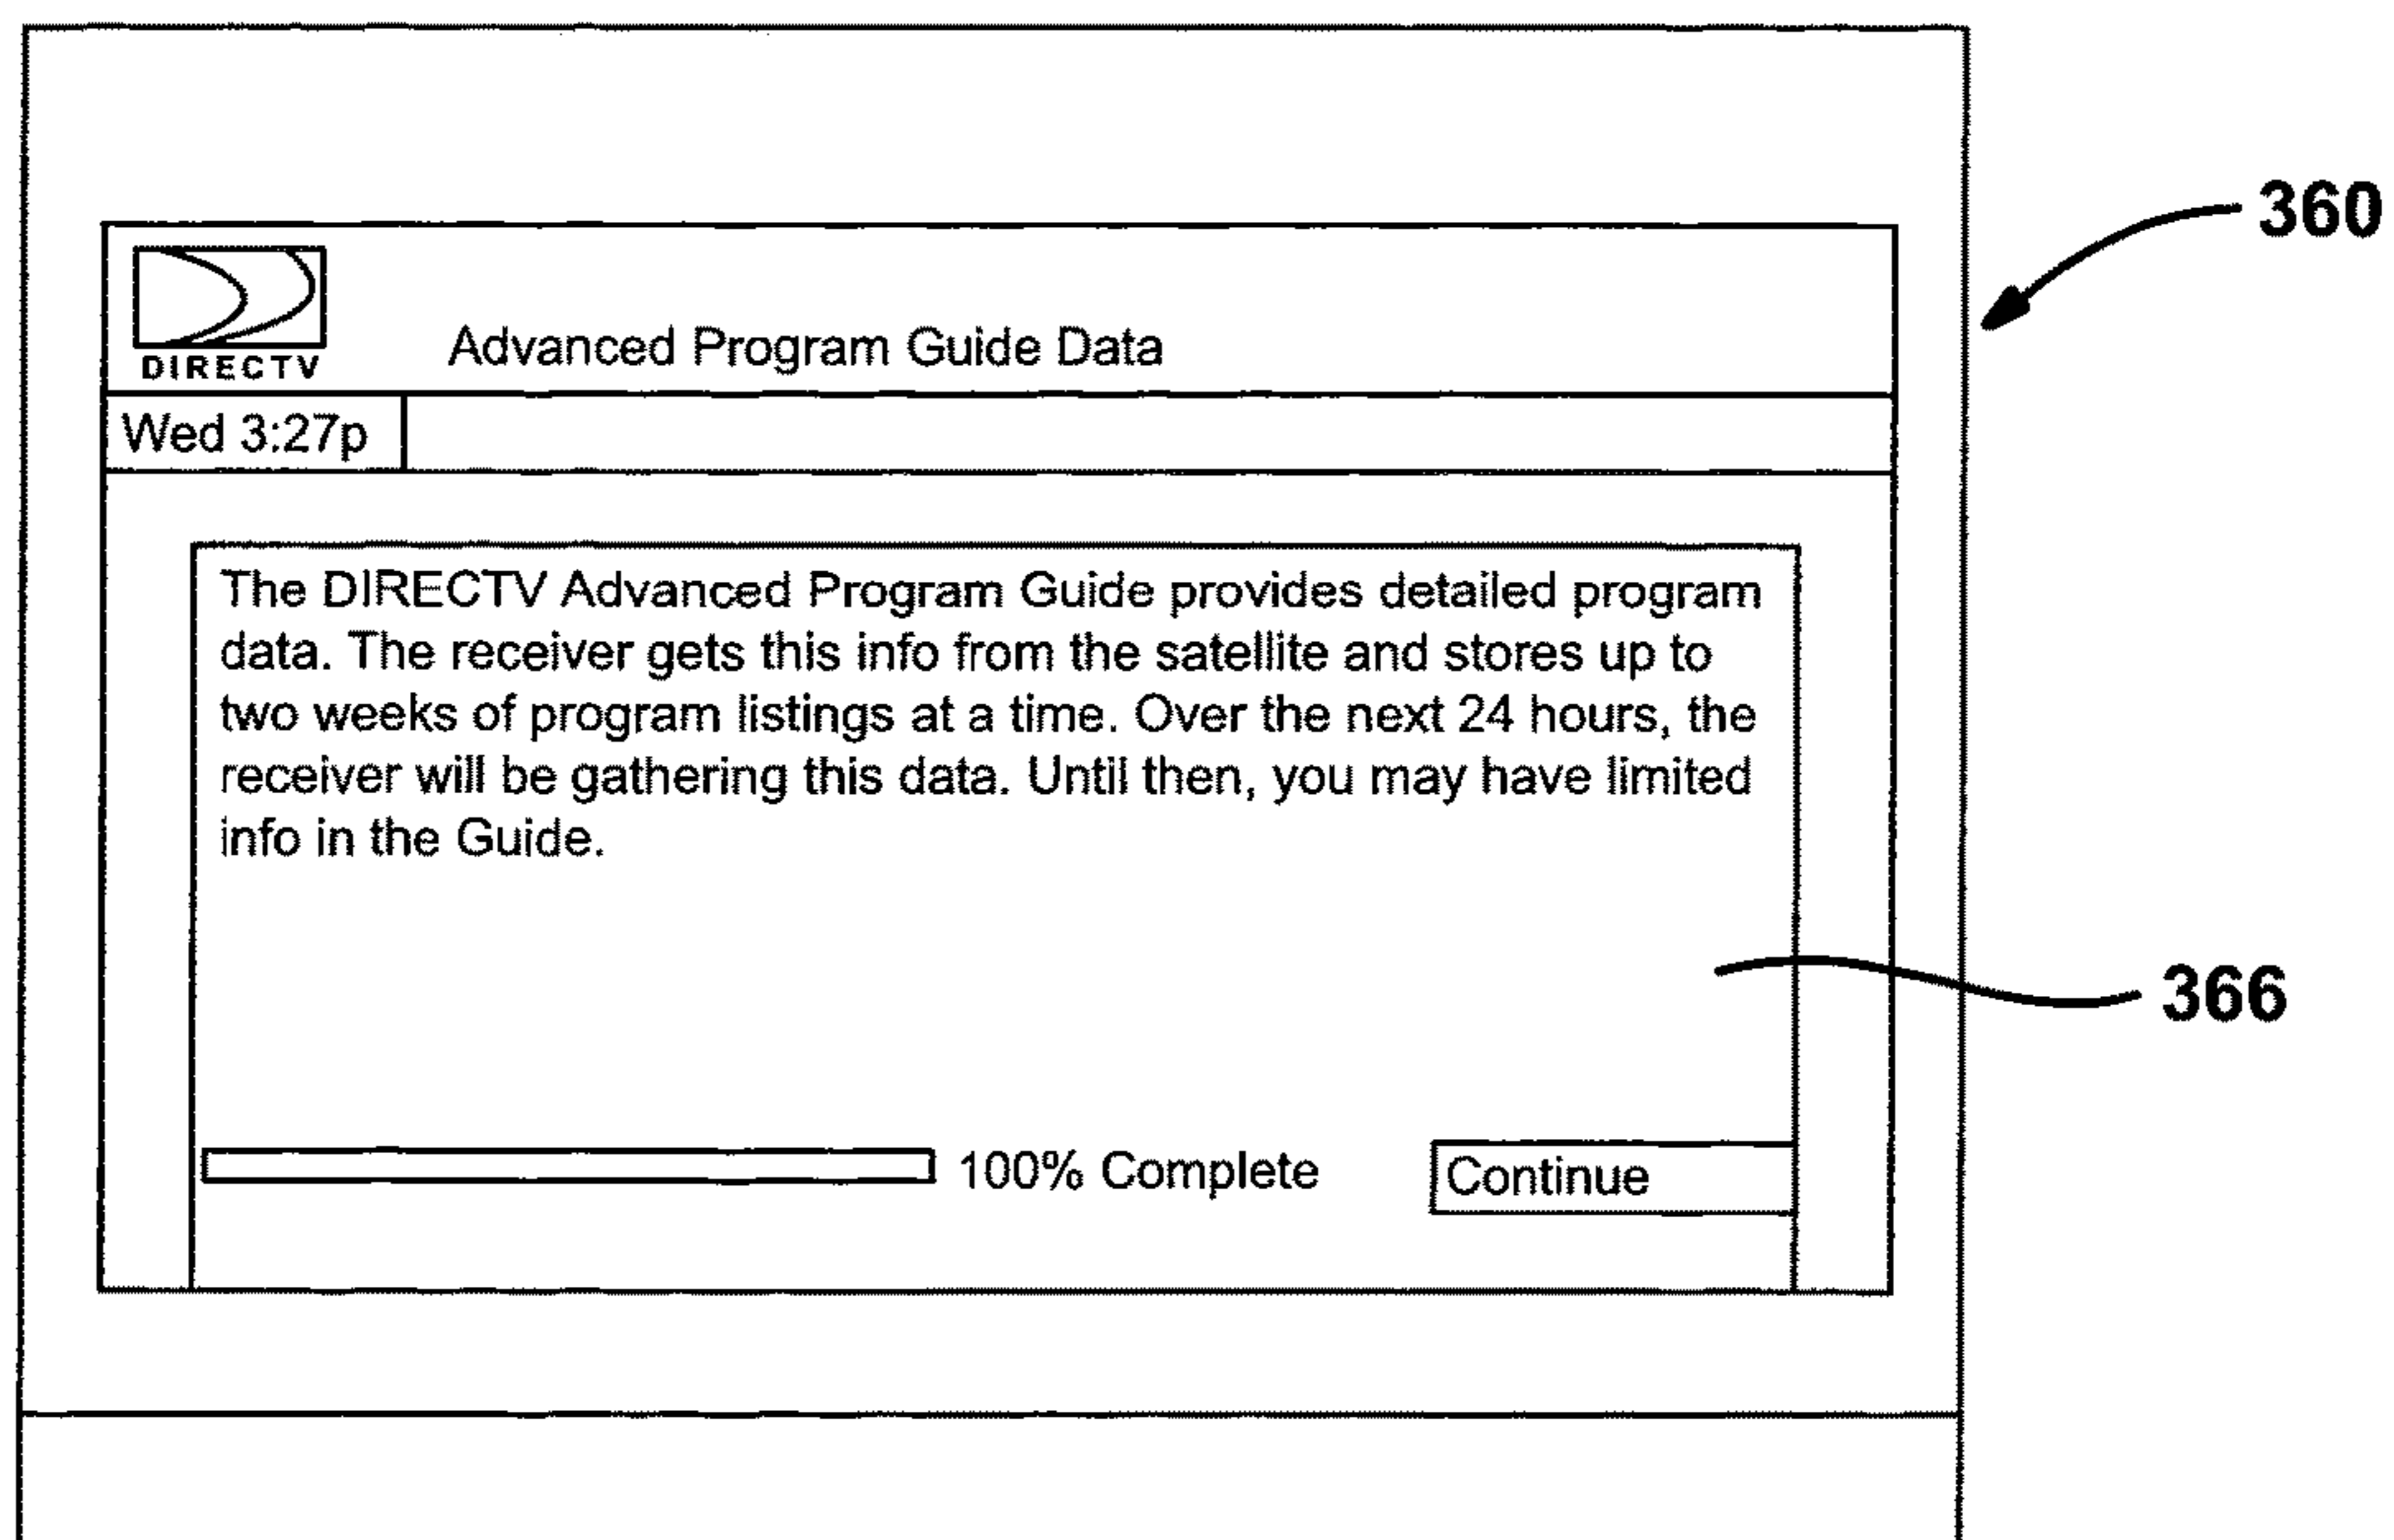 360
DIRECTV
Advanced Program Guide Data
Wed 3:27p
The DIRECTV Advanced Program Guide provides detailed program
data. The receiver gets this info from the satellite and stores up to
two weeks of program listings at a time. Over the next 24 hours, the
receiver will be gathering this data. Until then, you may have limited
info in the Guide.
366
100% Complete
Continue